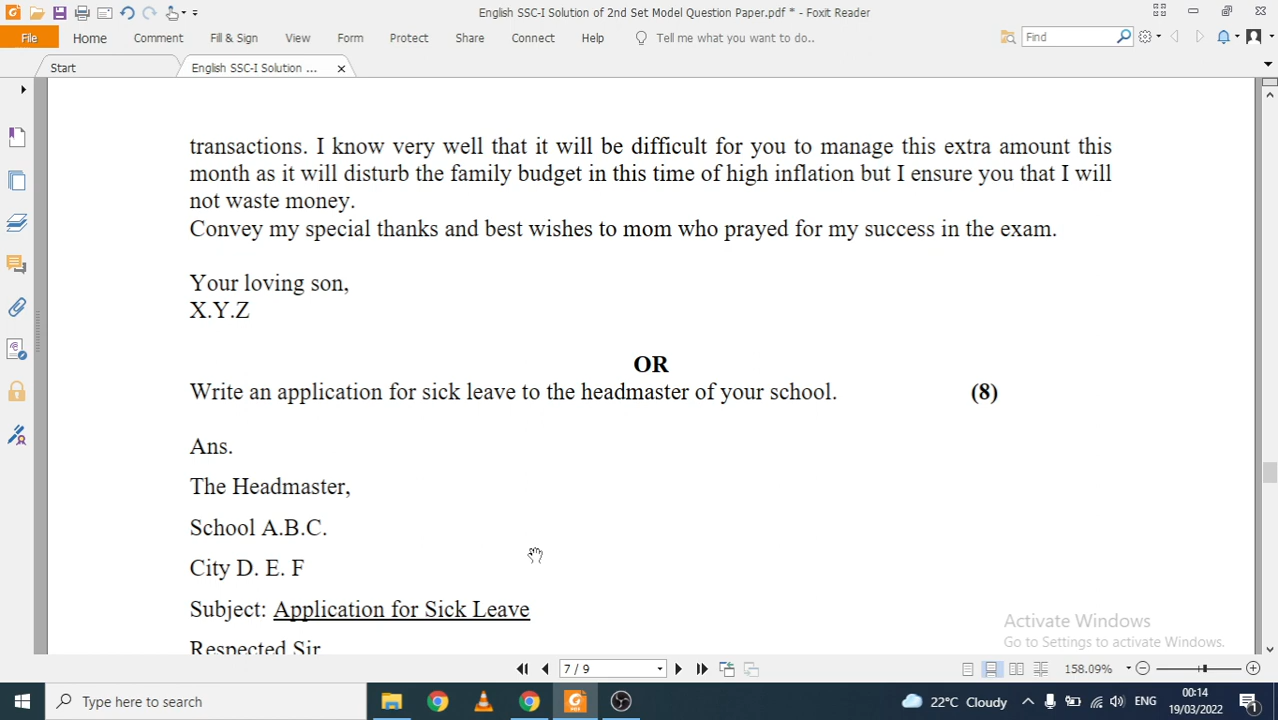 English SSC-I Solution of 2nd Set Model Question Paper.pdf * - Foxit Reader
File Home Comment Fill & Sign View Form Protect Share Connect Help Tell me what you want to do.. Find
Start English SSC-I Solution ...
transactions. I know very well that it will be difficult for you to manage this extra amount this
month as it will disturb the family budget in this time of high inflation but I ensure you that I will
not waste money.
Convey my special thanks and best wishes to mom who prayed for my success in the exam.
Your loving son,
X.Y.Z
OR
Write an application for sick leave to the headmaster of your school. (8)
Ans.
The Headmaster,
School A.B.C.
City D. E. F
Subject: Application for Sick Leave
Respected Sir
Activate Windows
Go to Settings to activate Windows.
7 / 9 158.09%
Type here to search 22°C Cloudy ENG 00:14
19/03/2022 1